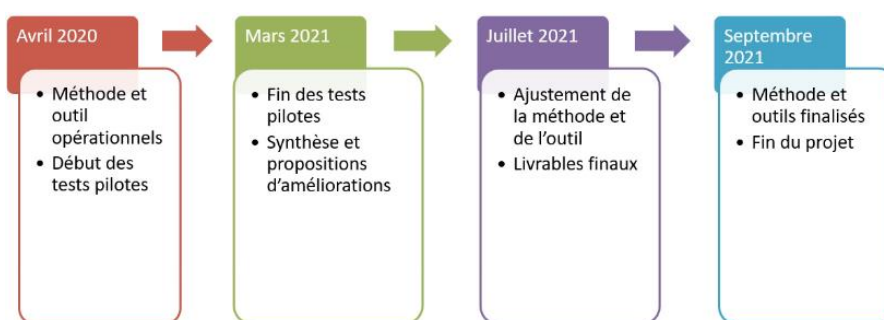 Avril 2020
• Méthode et
outil
opérationnels
• Début des
tests pilotes
Mars 2021
• Fin des tests
pilotes
• Synthèse et
propositions
d'améliorations
Juillet 2021
• Ajustement de
la méthode et
de l'outil
• Livrables finaux
Septembre
2021
• Méthode et
outils finalisés
• Fin du projet